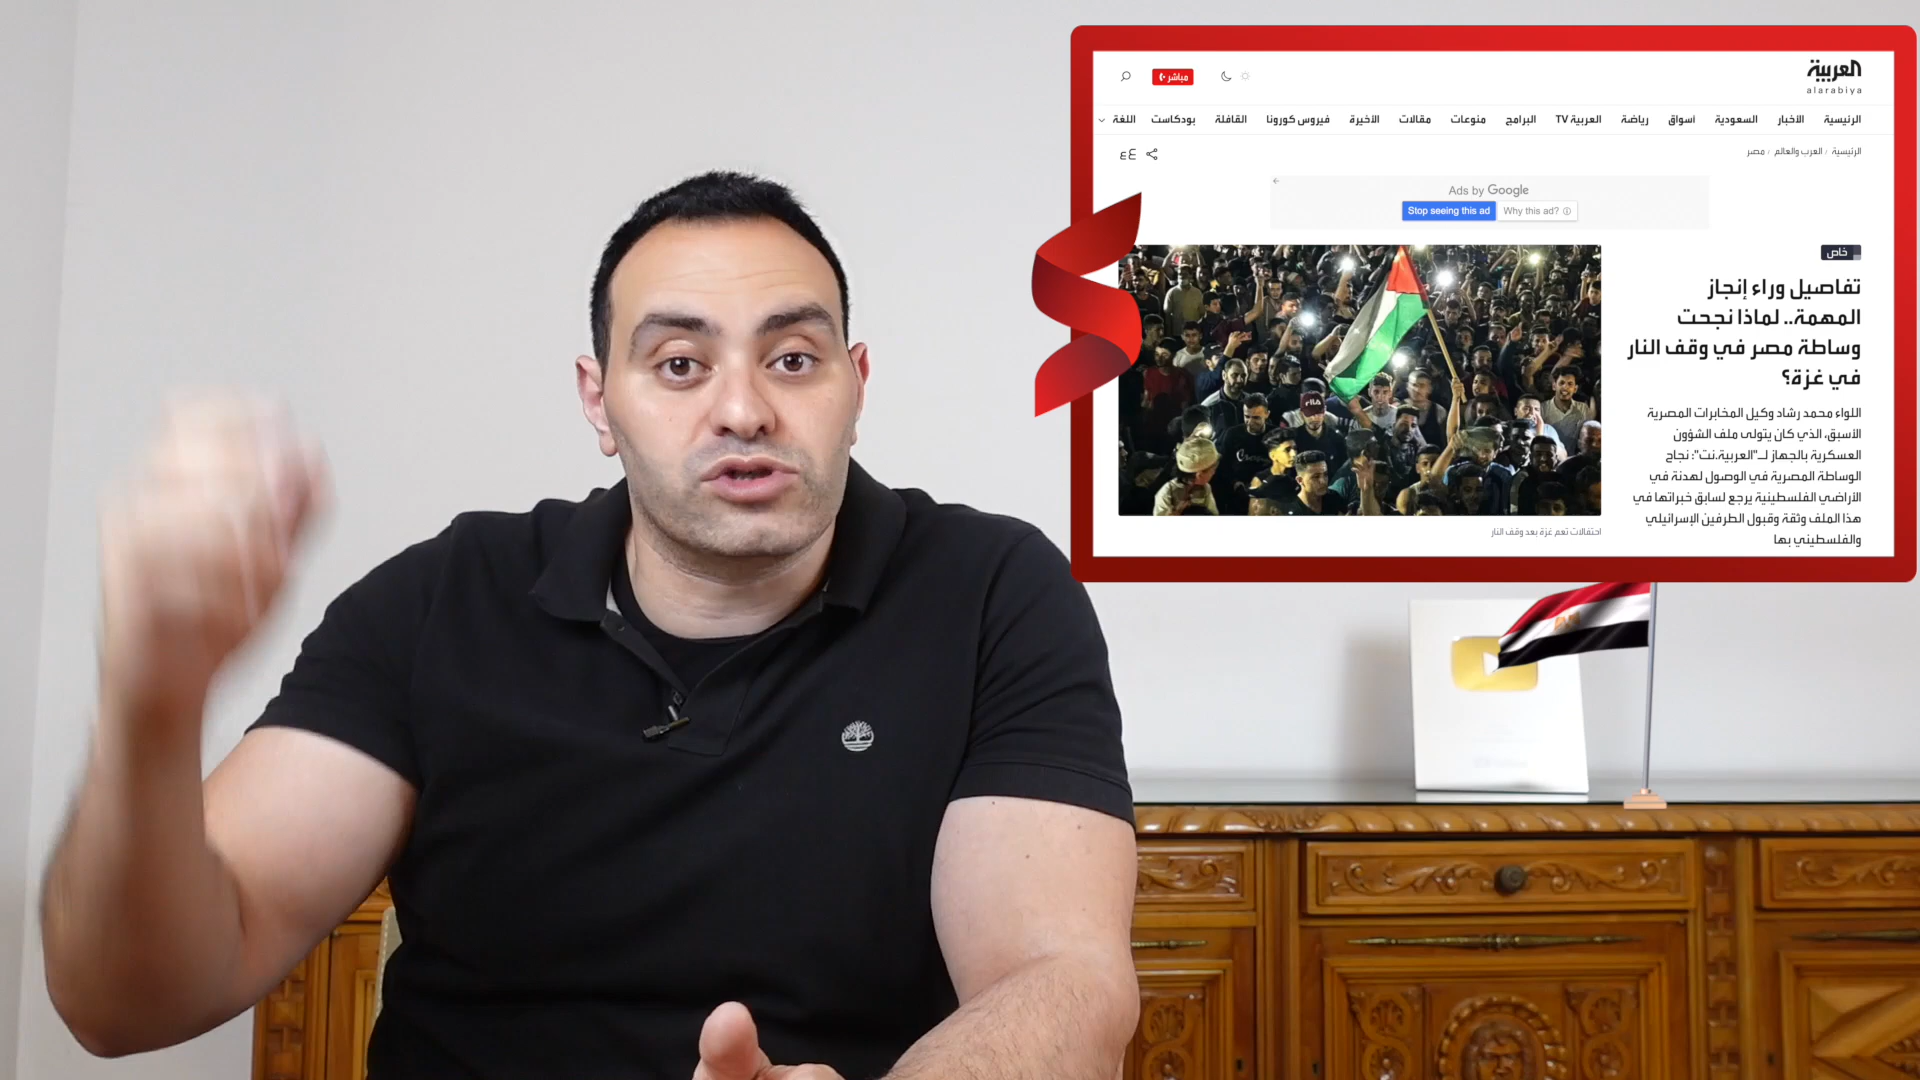 العربية
alarabiya
مباشر
الرئيسية الأخبار السعودية أسواق رياضة العربية TV البرامج منوعات مقالات الأخيرة فيروس كورونا القافلة بودكاست اللغة
الرئيسية / العرب والعالم / مصر
Ads by Google
Stop seeing this ad Why this ad?
خاص
تفاصيل وراء إنجاز
المهمة.. لماذا نجحت
وساطة مصر في وقف النار
في غزة؟
اللواء محمد رشاد وكيل المخابرات المصرية
الأسبق، الذي كان يتولى ملف الشؤون
العسكرية بالجهاز لــ"العربية.نت": نجاح
الوساطة المصرية في الوصول لهدنة في
الأراضي الفلسطينية يرجع لسابق خبراتها في
هذا الملف وثقة وقبول الطرفين الإسرائيلي
والفلسطيني بها
FILA
احتفالات تعم غزة بعد وقف النار